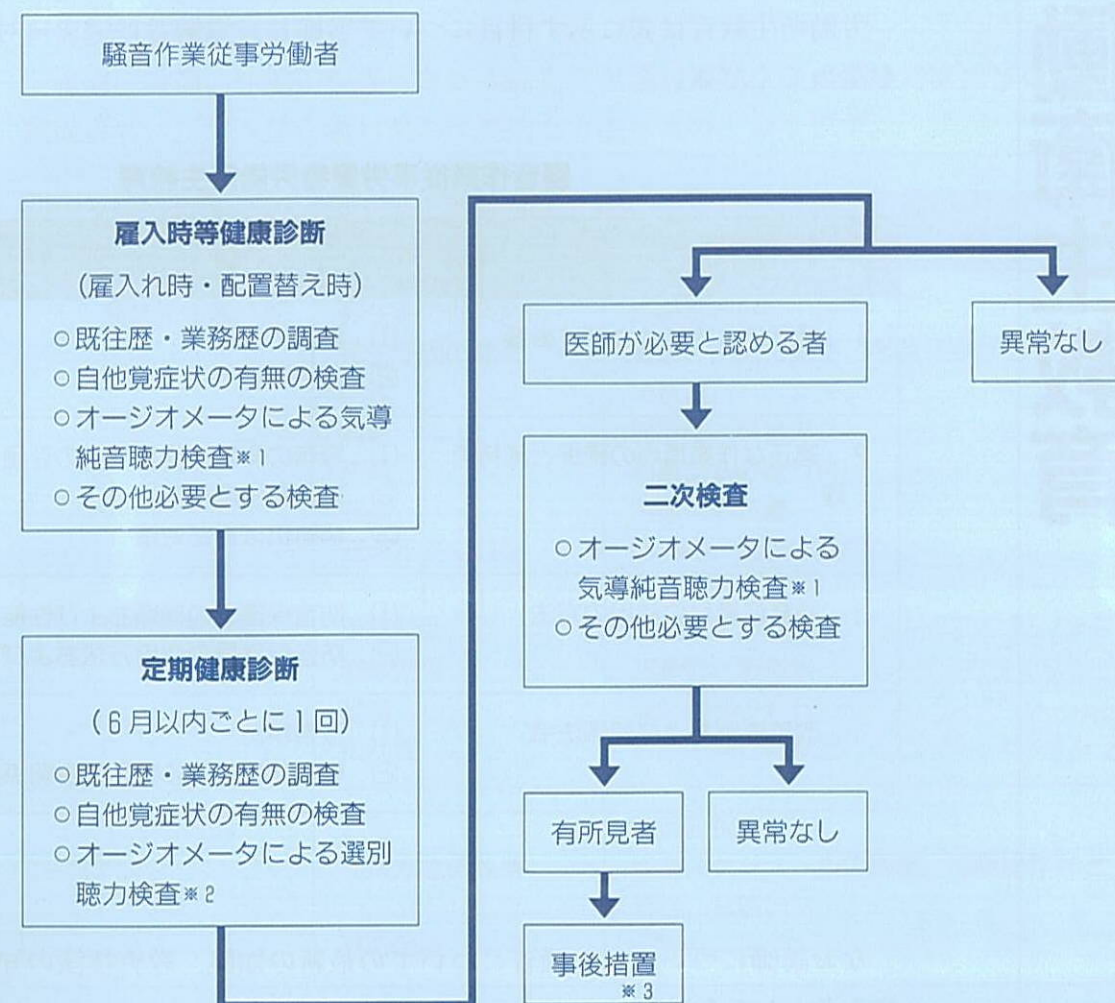 騒音作業従事労働者
雇入時等健康診断
(雇入れ時・配置替え時)
○既往歴・業務歴の調査
○自他覚症状の有無の検査
○オージオメータによる気導
純音聴力検査※1
○その他必要とする検査
定期健康診断
(6月以内ごとに1回)
○既往歴・業務歴の調査
○自他覚症状の有無の検査
○オージオメータによる選別
聴力検査※2
医師が必要と認める者
異常なし
二次検査
○オージオメータによる
気導純音聴力検査※1
○その他必要とする検査
有所見者
異常なし
事後措置
※3